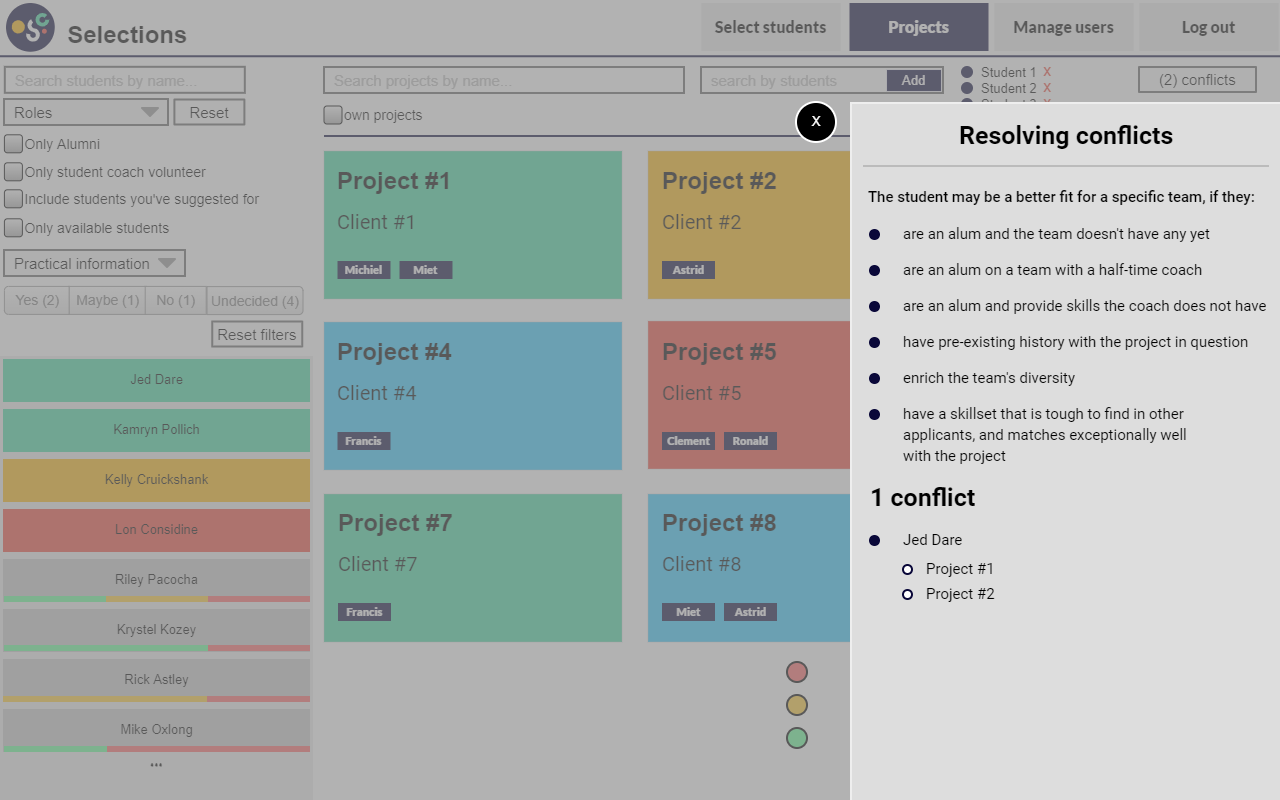 Selections
Select students
Projects
Manage users
Log out
Search students by name...
Roles
Reset
Only Alumni
Only student coach volunteer
Include students you've suggested for
Only available students
Practical information
Yes (2)
Maybe (1)
No (1)
Undecided (4)
Reset filters
Jed Dare
Kamryn Pollich
Kelly Cruickshank
Lon Considine
Riley Pacocha
Krystel Kozey
Rick Astley
Mike Oxlong
...
Search projects by name...
search by students
Add
Student 1 X
Student 2 X
(2) conflicts
own projects
Project #1
Client #1
Michiel
Miet
Project #2
Client #2
Astrid
Project #4
Client #4
Francis
Project #5
Client #5
Clement
Ronald
Project #7
Client #7
Francis
Project #8
Client #8
Miet
Astrid
X
Resolving conflicts
The student may be a better fit for a specific team, if they:
are an alum and the team doesn't have any yet
are an alum on a team with a half-time coach
are an alum and provide skills the coach does not have
have pre-existing history with the project in question
enrich the team's diversity
have a skillset that is tough to find in other
applicants, and matches exceptionally well
with the project
1 conflict
Jed Dare
Project #1
Project #2